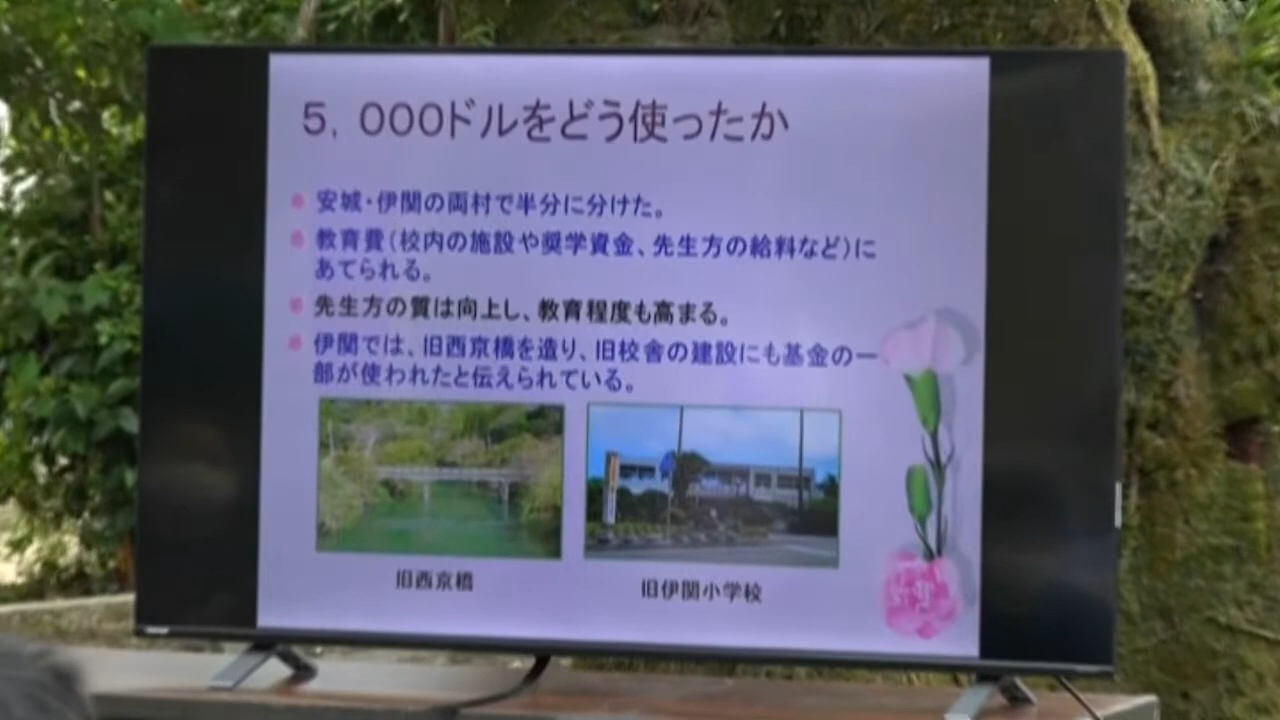 5，000ドルをどう使ったか
安城・伊関の両村で半分に分けた。
教育費（校内の施設や奨学資金、先生方の給料など）に
あてられる。
先生方の質は向上し、教育程度も高まる。
伊関では、旧西京橋を造り、旧校舎の建設にも基金の一
部が使われたと伝えられている。
旧西京橋
旧伊関小学校